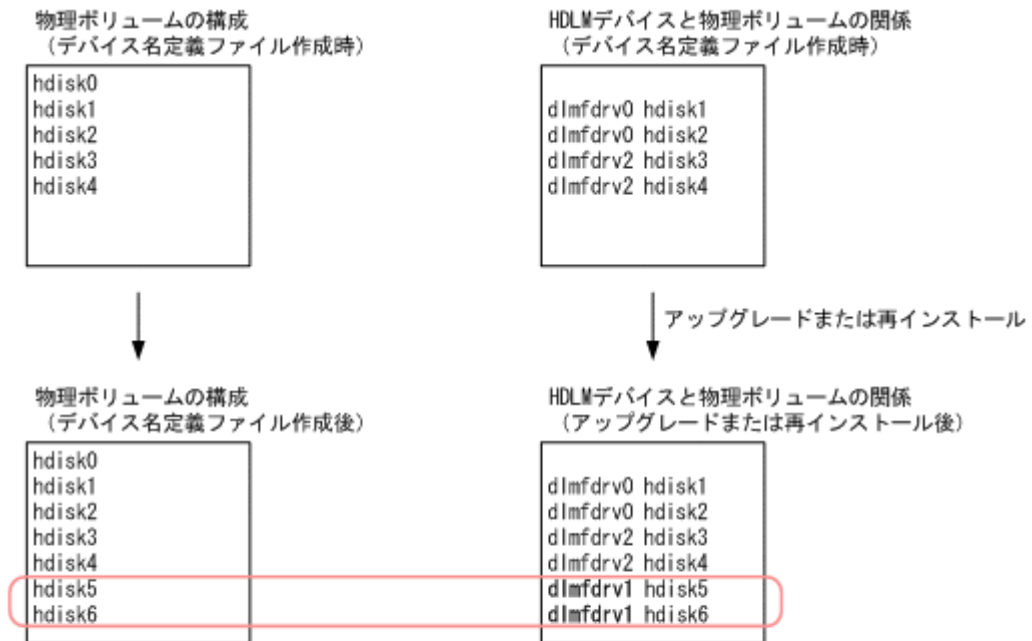 物理ボリュームの構成
（デバイス名定義ファイル作成時）
hdisk0
hdisk1
hdisk2
hdisk3
hdisk4
HDLMデバイスと物理ボリュームの関係
（デバイス名定義ファイル作成時）
dlmfdrv0 hdisk1
dlmfdrv0 hdisk2
dlmfdrv2 hdisk3
dlmfdrv2 hdisk4
アップグレードまたは再インストール
物理ボリュームの構成
（デバイス名定義ファイル作成後）
hdisk0
hdisk1
hdisk2
hdisk3
hdisk4
hdisk5
hdisk6
HDLMデバイスと物理ボリュームの関係
（アップグレードまたは再インストール後）
dlmfdrv0 hdisk1
dlmfdrv0 hdisk2
dlmfdrv2 hdisk3
dlmfdrv2 hdisk4
dlmfdrv1 hdisk5
dlmfdrv1 hdisk6